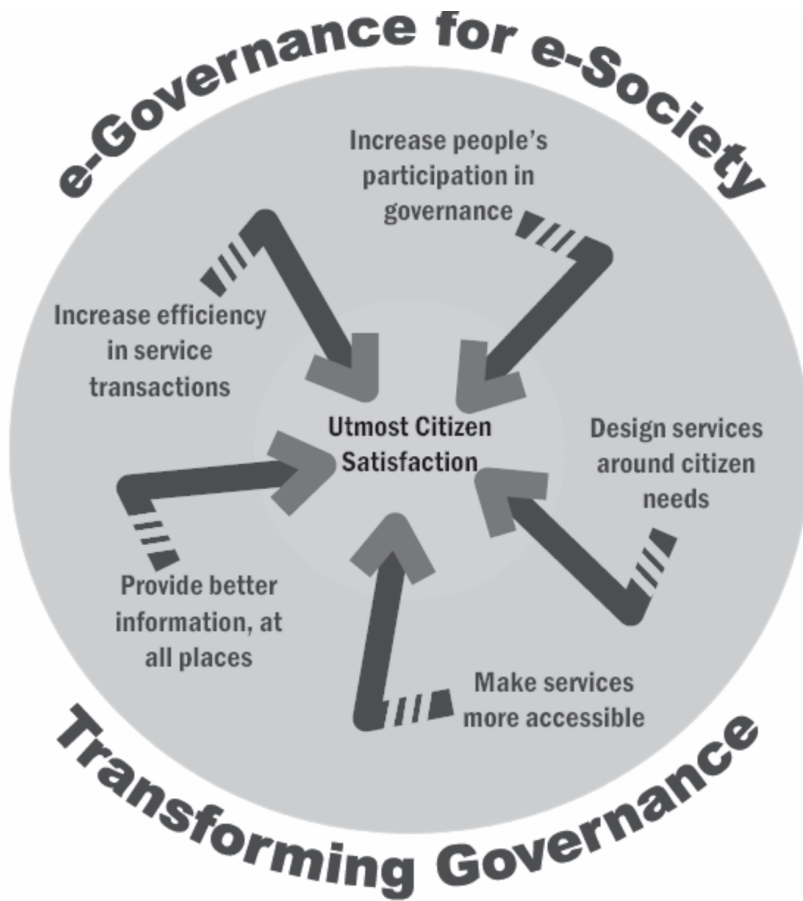 e-Governance for e-Society
Increase people's
participation in
governance
Increase efficiency
in service
transactions
Utmost Citizen
Satisfaction
Design services
around citizen
needs
Provide better
information, at
all places
Make services
more accessible
Transforming Governance